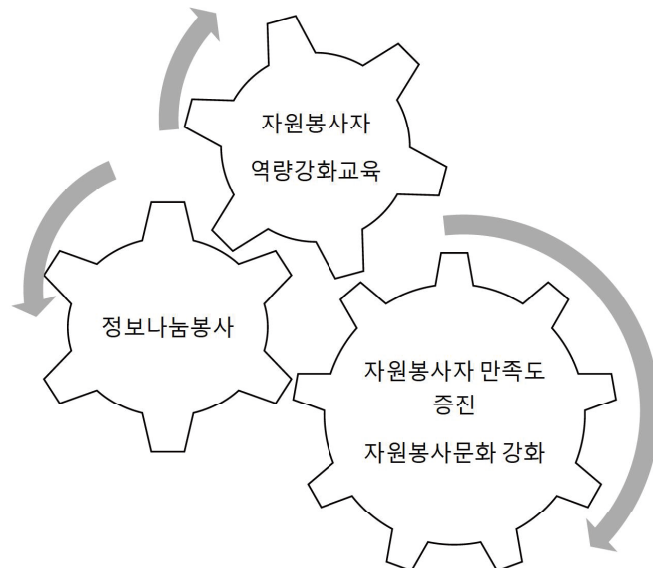 자원봉사자
역량강화교육
정보나눔봉사
자원봉사자 만족도
증진
자원봉사문화 강화